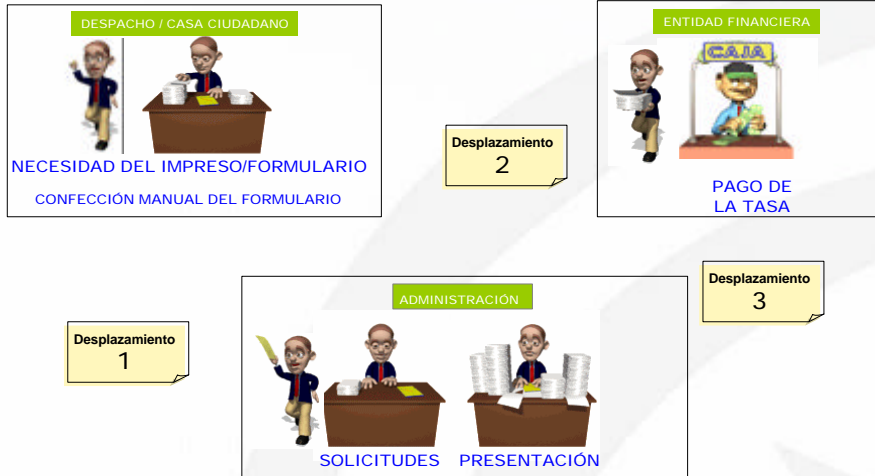 DESPACHO / CASA CIUDADANO
NECESIDAD DEL IMPRESO/FORMULARIO
CONFECCIÓN MANUAL DEL FORMULARIO
Desplazamiento
2
ENTIDAD FINANCIERA
CAJA
PAGO DE
LA TASA
Desplazamiento
1
ADMINISTRACIÓN
SOLICITUDES
PRESENTACIÓN
Desplazamiento
3